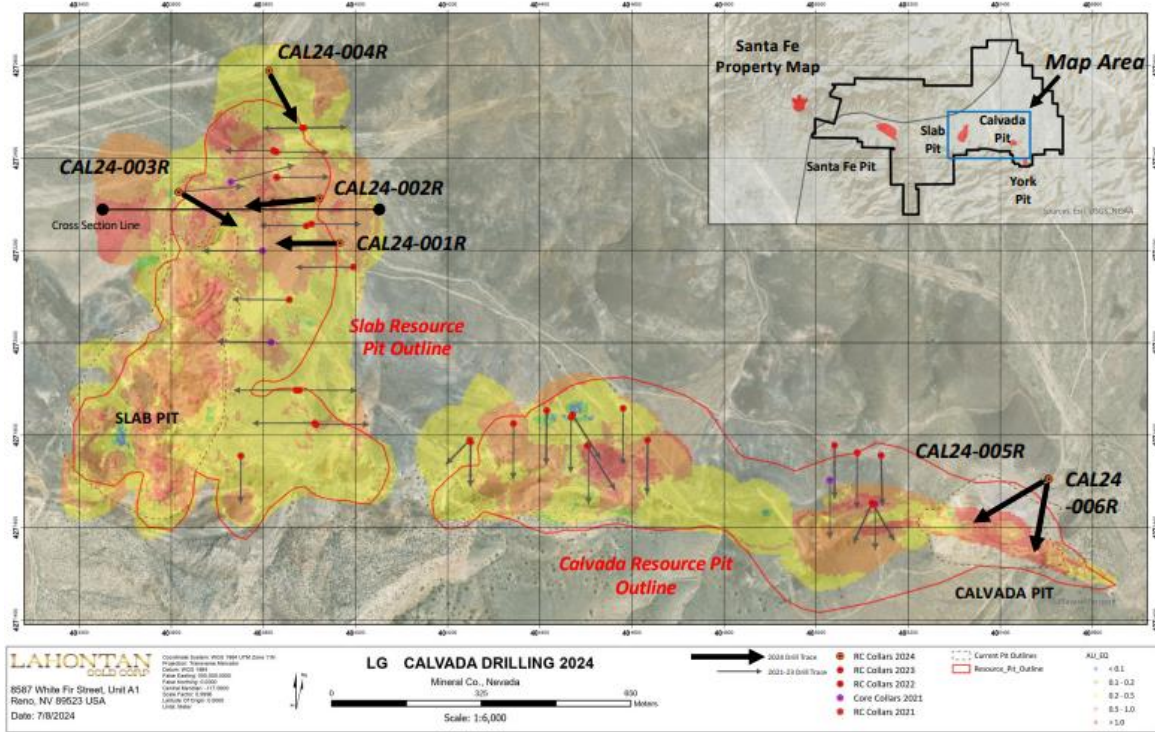 CAL24-004R
CAL24-003R
CAL24-002R
Cross Section Line
CAL24-001R
Slab Resource
Pit Outline
SLAB PIT
CAL24-005R
CAL24
-006R
Calvada Resource Pit
Outline
CALVADA PIT
Santa Fe
Property Map
Map Area
Slab
Pit
Calvada
Pit
Santa Fe Pit
York
Pit
Sources: Esri, USGS, NOAA
LAHONTAN
GOLD CORP
8587 White Fir Street, Unit A1
Reno, NV 89523 USA
Date: 7/8/2024
LG CALVADA DRILLING 2024
Mineral Co., Nevada
0 325 650
Meters
Scale: 1:6,000
2024 Drill Trace
2021-23 Drill Trace
RC Collars 2024
RC Collars 2023
RC Collars 2022
Core Collars 2021
RC Collars 2021
Current Pit Outlines
Resource_Pit_Outline
AU_EQ
< 0.1
0.1 - 0.2
0.2 - 0.5
0.5 - 1.0
> 1.0